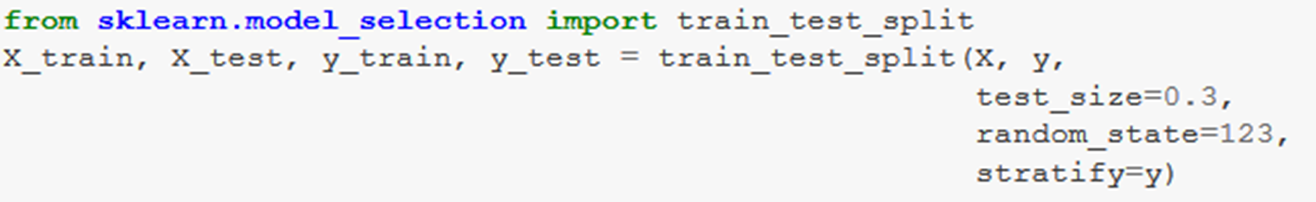 from sklearn.model_selection import train_test_split
X_train, X_test, y_train, y_test = train_test_split(X, y,
test_size=0.3,
random_state=123,
stratify=y)